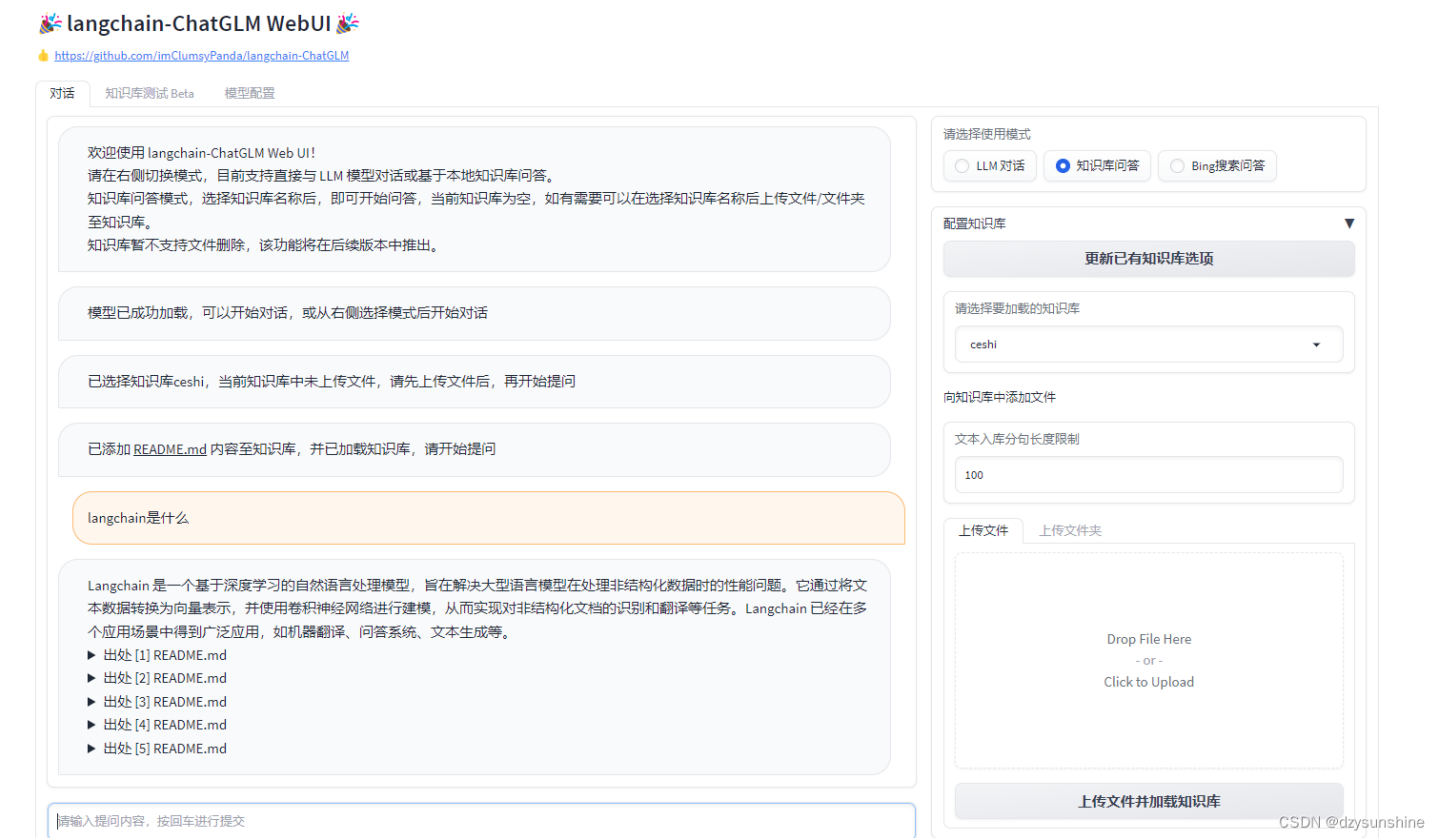 🎉 langchain-ChatGLM WebUI 🎉
👍 https://github.com/imClumsyPanda/langchain-ChatGLM
对话 知识库测试 Beta 模型配置
欢迎使用 langchain-ChatGLM Web UI！
请在右侧切换模式，目前支持直接与 LLM 模型对话或基于本地知识库问答。
知识库问答模式，选择知识库名称后，即可开始问答，当前知识库为空，如有需要可以在选择知识库名称后上传文件/文件夹
至知识库。
知识库暂不支持文件删除，该功能将在后续版本中推出。
模型已成功加载，可以开始对话，或从右侧选择模式后开始对话
已选择知识库ceshi，当前知识库中未上传文件，请先上传文件后，再开始提问
已添加 README.md 内容至知识库，并已加载知识库，请开始提问
langchain是什么
Langchain 是一个基于深度学习的自然语言处理模型，旨在解决大型语言模型在处理非结构化数据时的性能问题。它通过将文
本数据转换为向量表示，并使用卷积神经网络进行建模，从而实现对非结构化文档的识别和翻译等任务。Langchain 已经在多
个应用场景中得到广泛应用，如机器翻译、问答系统、文本生成等。
▶ 出处 [1] README.md
▶ 出处 [2] README.md
▶ 出处 [3] README.md
▶ 出处 [4] README.md
▶ 出处 [5] README.md
请输入提问内容，按回车进行提交
请选择使用模式
LLM 对话 知识库问答 Bing搜索问答
配置知识库 ▼
更新已有知识库选项
请选择要加载的知识库
ceshi
向知识库中添加文件
文本入库分句长度限制
100
上传文件 上传文件夹
Drop File Here
- or -
Click to Upload
上传文件并加载知识库
CSDN @dzysunshine